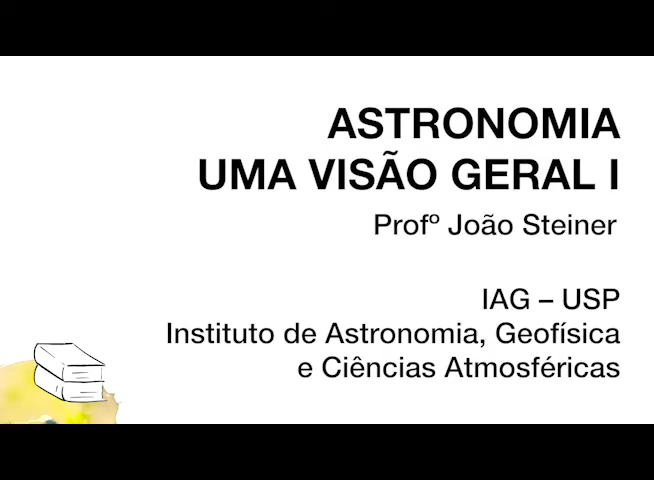 ASTRONOMIA
UMA VISÃO GERAL I
Profº João Steiner
IAG – USP
Instituto de Astronomia, Geofísica
e Ciências Atmosféricas